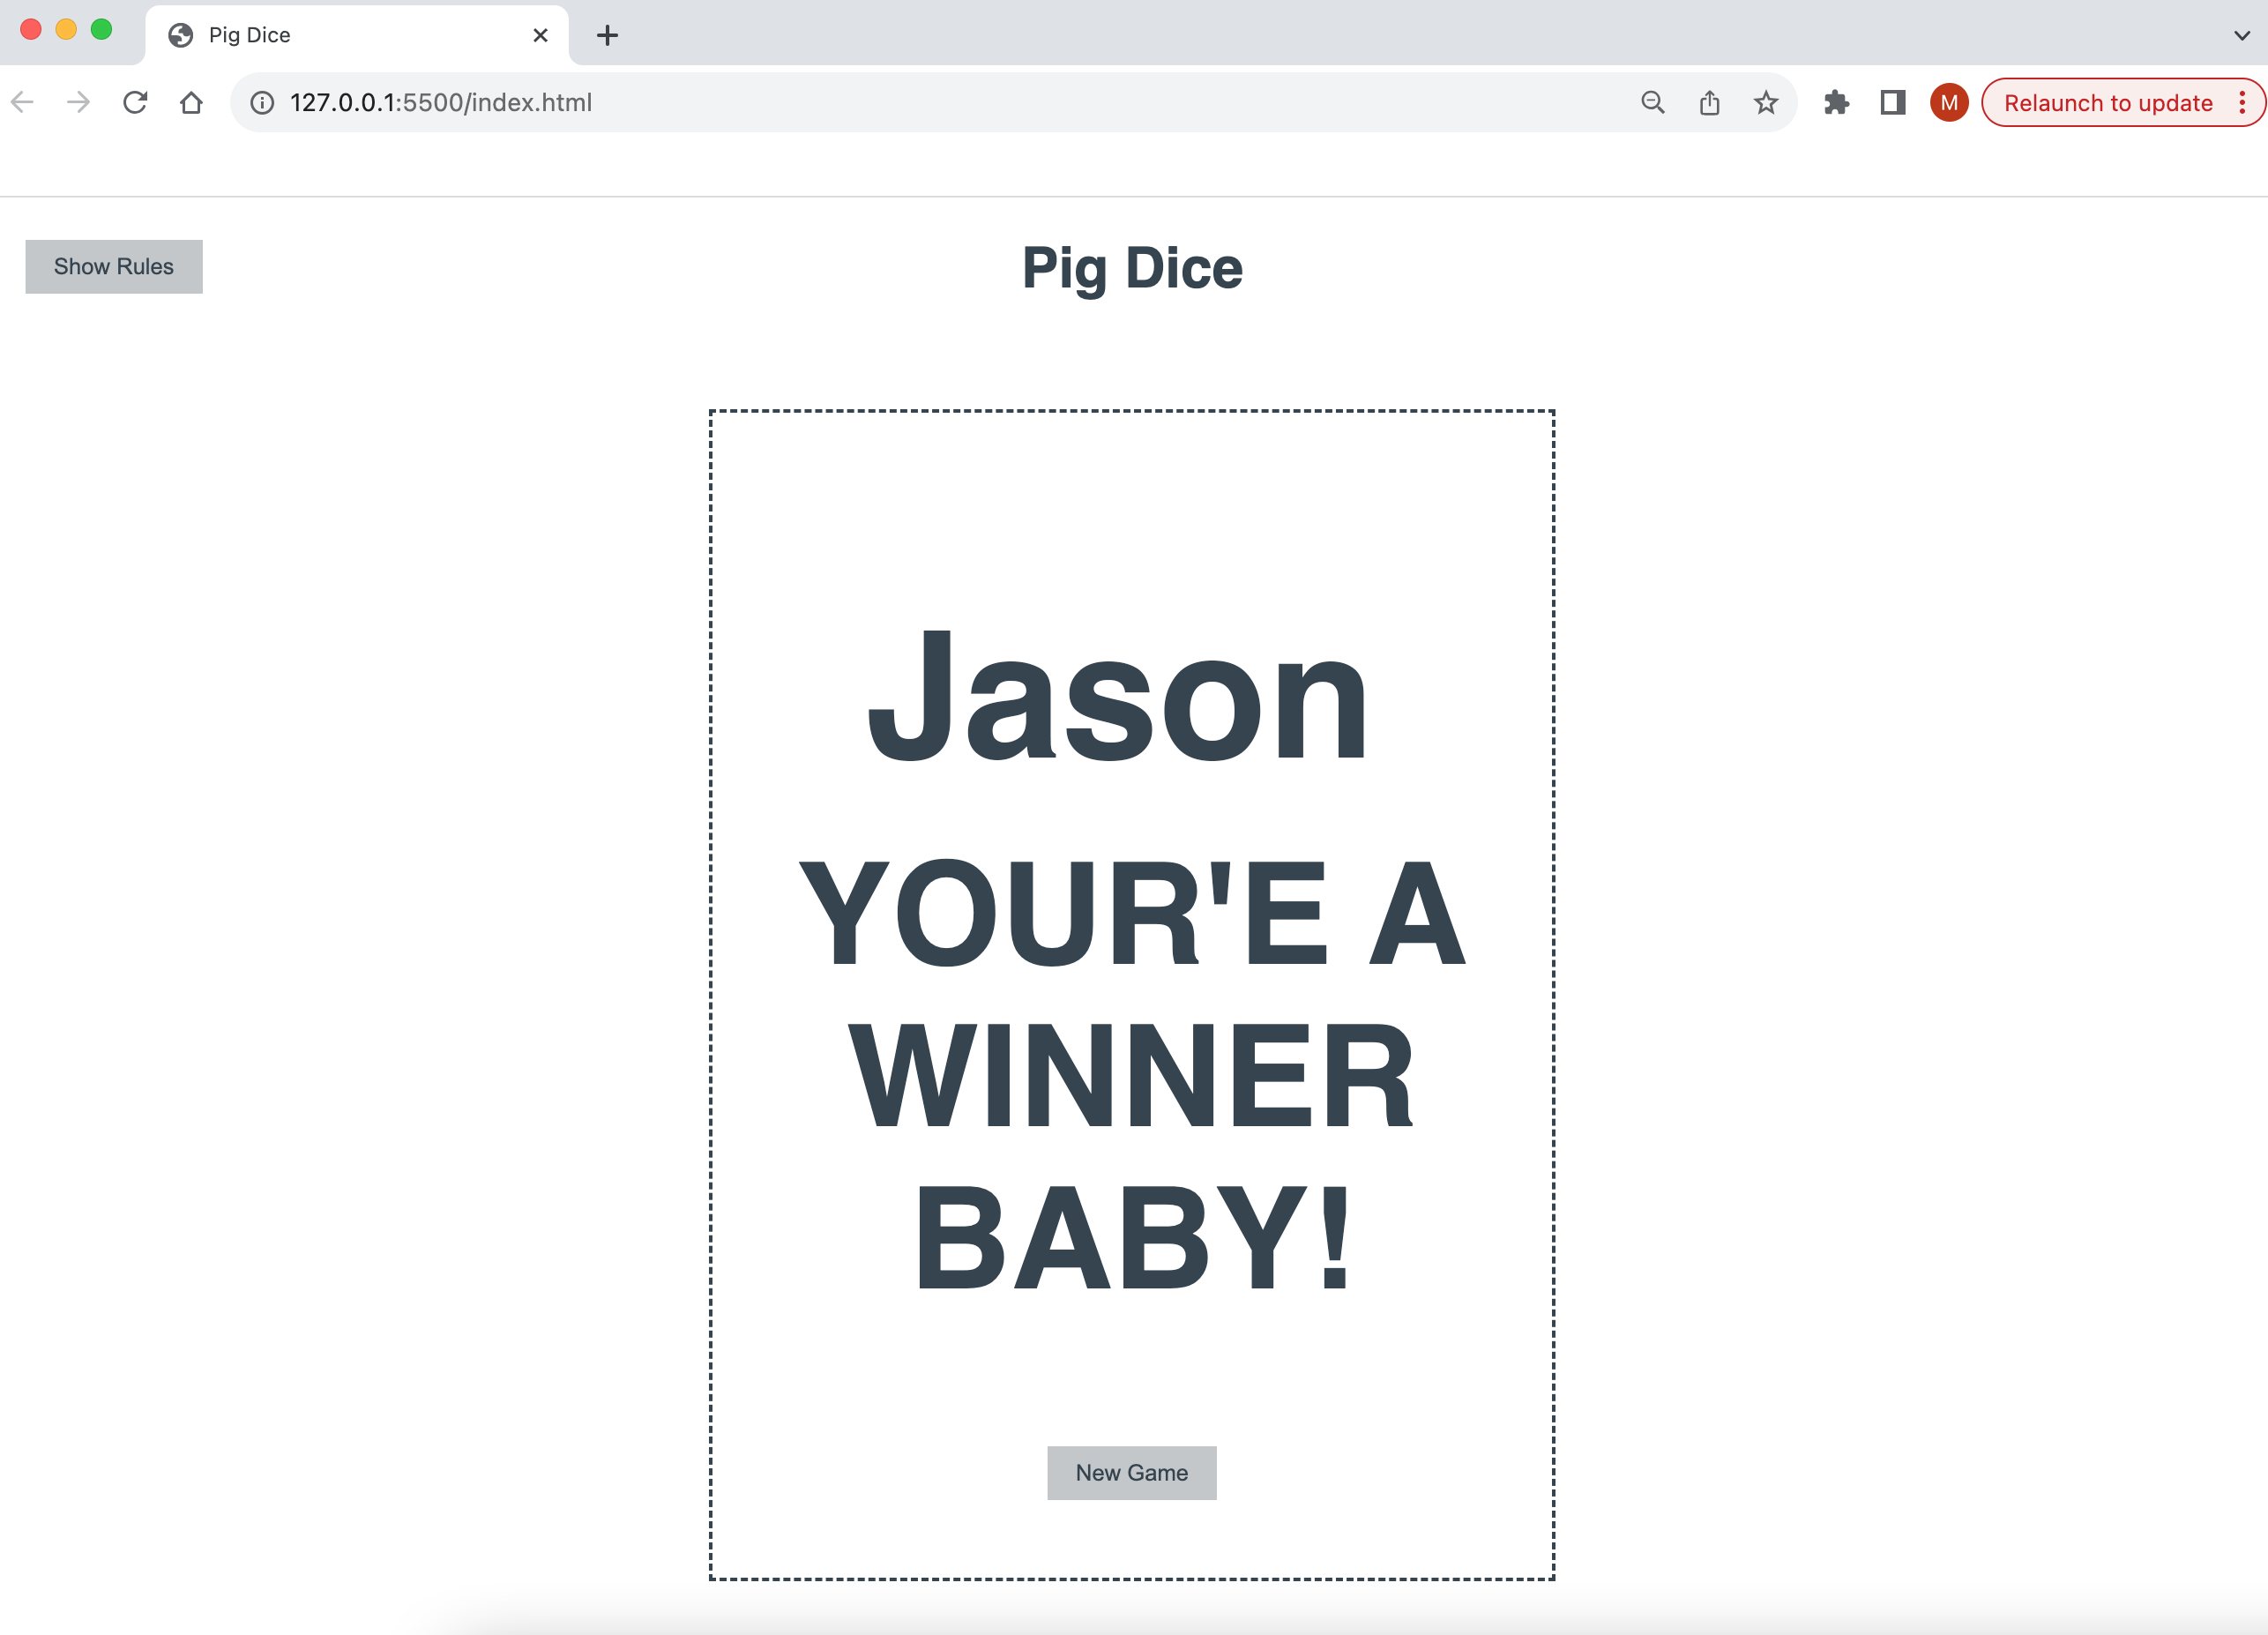 Pig Dice
127.0.0.1:5500/index.html
M
Relaunch to update
Show Rules
Pig Dice
Jason
YOUR'E A
WINNER
BABY!
New Game